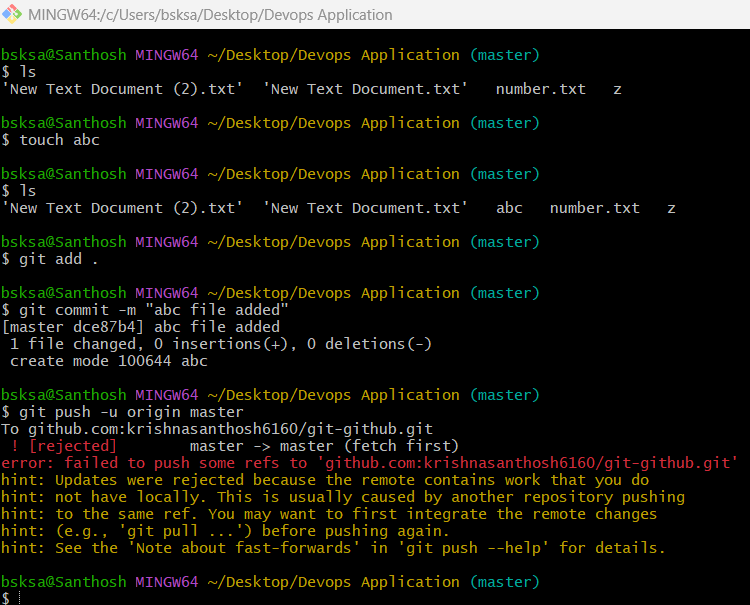 MINGW64:/c/Users/bsksa/Desktop/Devops Application
bsksa@Santhosh MINGW64 ~/Desktop/Devops Application (master)
$ ls
'New Text Document (2).txt'  'New Text Document.txt'   number.txt   z
bsksa@Santhosh MINGW64 ~/Desktop/Devops Application (master)
$ touch abc
bsksa@Santhosh MINGW64 ~/Desktop/Devops Application (master)
$ ls
'New Text Document (2).txt'  'New Text Document.txt'   abc   number.txt   z
bsksa@Santhosh MINGW64 ~/Desktop/Devops Application (master)
$ git add .
bsksa@Santhosh MINGW64 ~/Desktop/Devops Application (master)
$ git commit -m "abc file added"
[master dce87b4] abc file added
 1 file changed, 0 insertions(+), 0 deletions(-)
 create mode 100644 abc
bsksa@Santhosh MINGW64 ~/Desktop/Devops Application (master)
$ git push -u origin master
To github.com:krishnasanthosh6160/git-github.git
 ! [rejected]        master -> master (fetch first)
error: failed to push some refs to 'github.com:krishnasanthosh6160/git-github.git'
hint: Updates were rejected because the remote contains work that you do
hint: not have locally. This is usually caused by another repository pushing
hint: to the same ref. You may want to first integrate the remote changes
hint: (e.g., 'git pull ...') before pushing again.
hint: See the 'Note about fast-forwards' in 'git push --help' for details.
bsksa@Santhosh MINGW64 ~/Desktop/Devops Application (master)
$